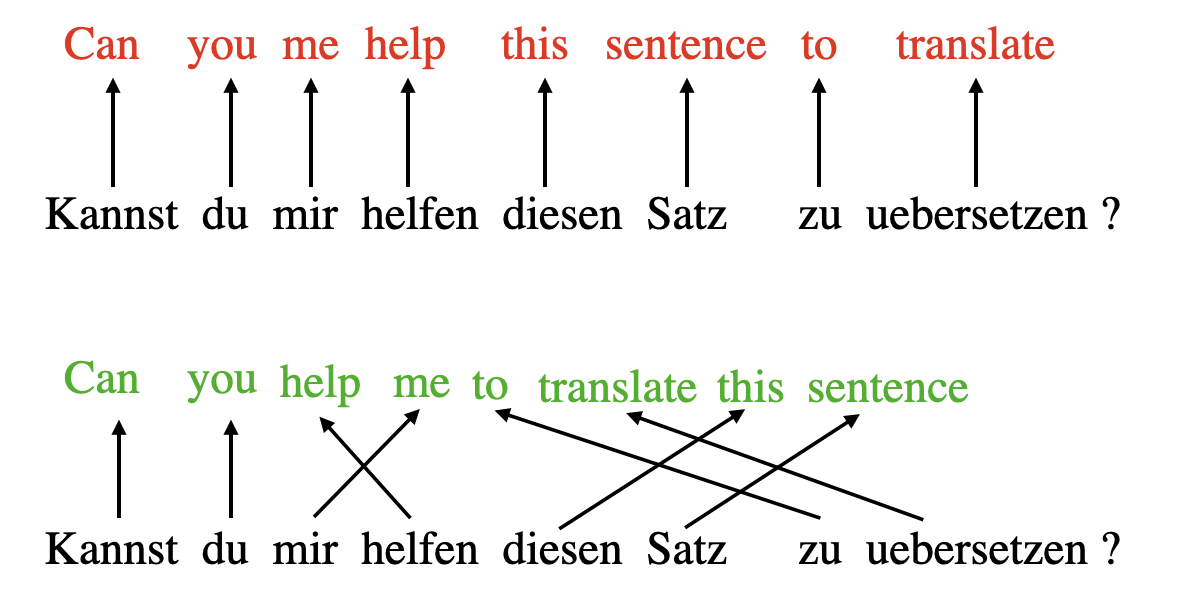 Can you me help this sentence to translate
Kannst du mir helfen diesen Satz zu uebersetzen ?
Can you help me to translate this sentence
Kannst du mir helfen diesen Satz zu uebersetzen ?